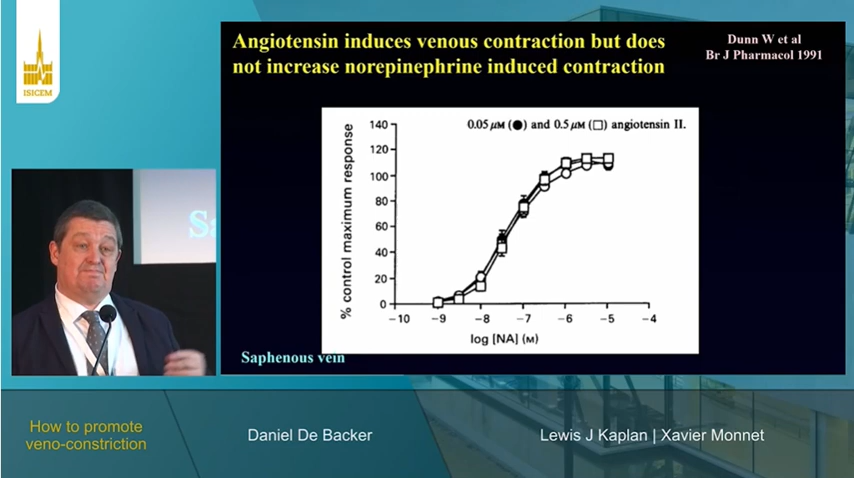 ISICEM
Angiotensin induces venous contraction but does
not increase norepinephrine induced contraction
Dunn W et al
Br J Pharmacol 1991
0.05 µM (●) and 0.5 µM (□) angiotensin II.
% control maximum response
140
120
100
80
60
40
20
0
−10 −9 −8 −7 −6 −5 −4
log [NA] (M)
Saphenous vein
How to promote
veno-constriction
Daniel De Backer
Lewis J Kaplan | Xavier Monnet